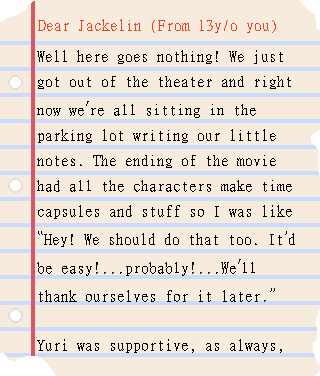 Dear Jackelin (From 13y/o you)
Well here goes nothing! We just
got out of the theater and right
now we're all sitting in the
parking lot writing our little
notes. The ending of the movie
had all the characters make time
capsules and stuff so I was like
"Hey! We should do that too. It'd
be easy!...probably!...We'll
thank ourselves for it later."
Yuri was supportive, as always,